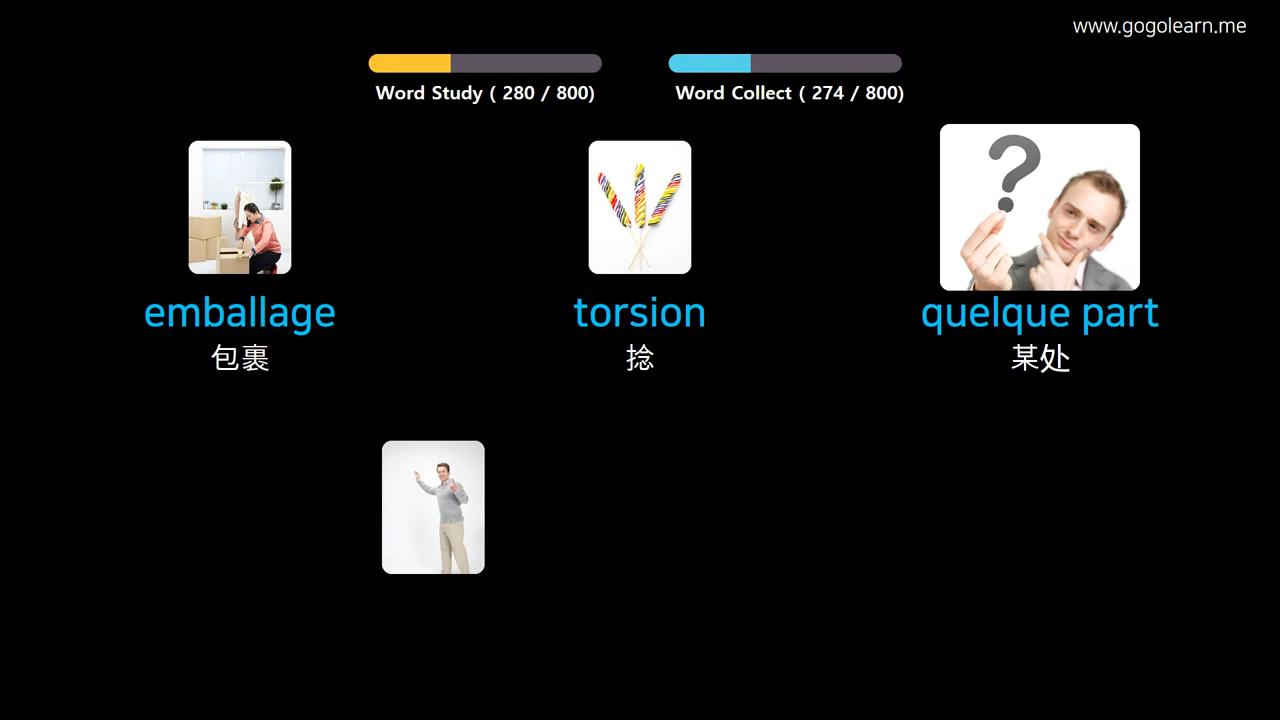 www.gogolearn.me
Word Study ( 280 / 800)
Word Collect ( 274 / 800)
emballage
包裹
torsion
捻
quelque part
某处